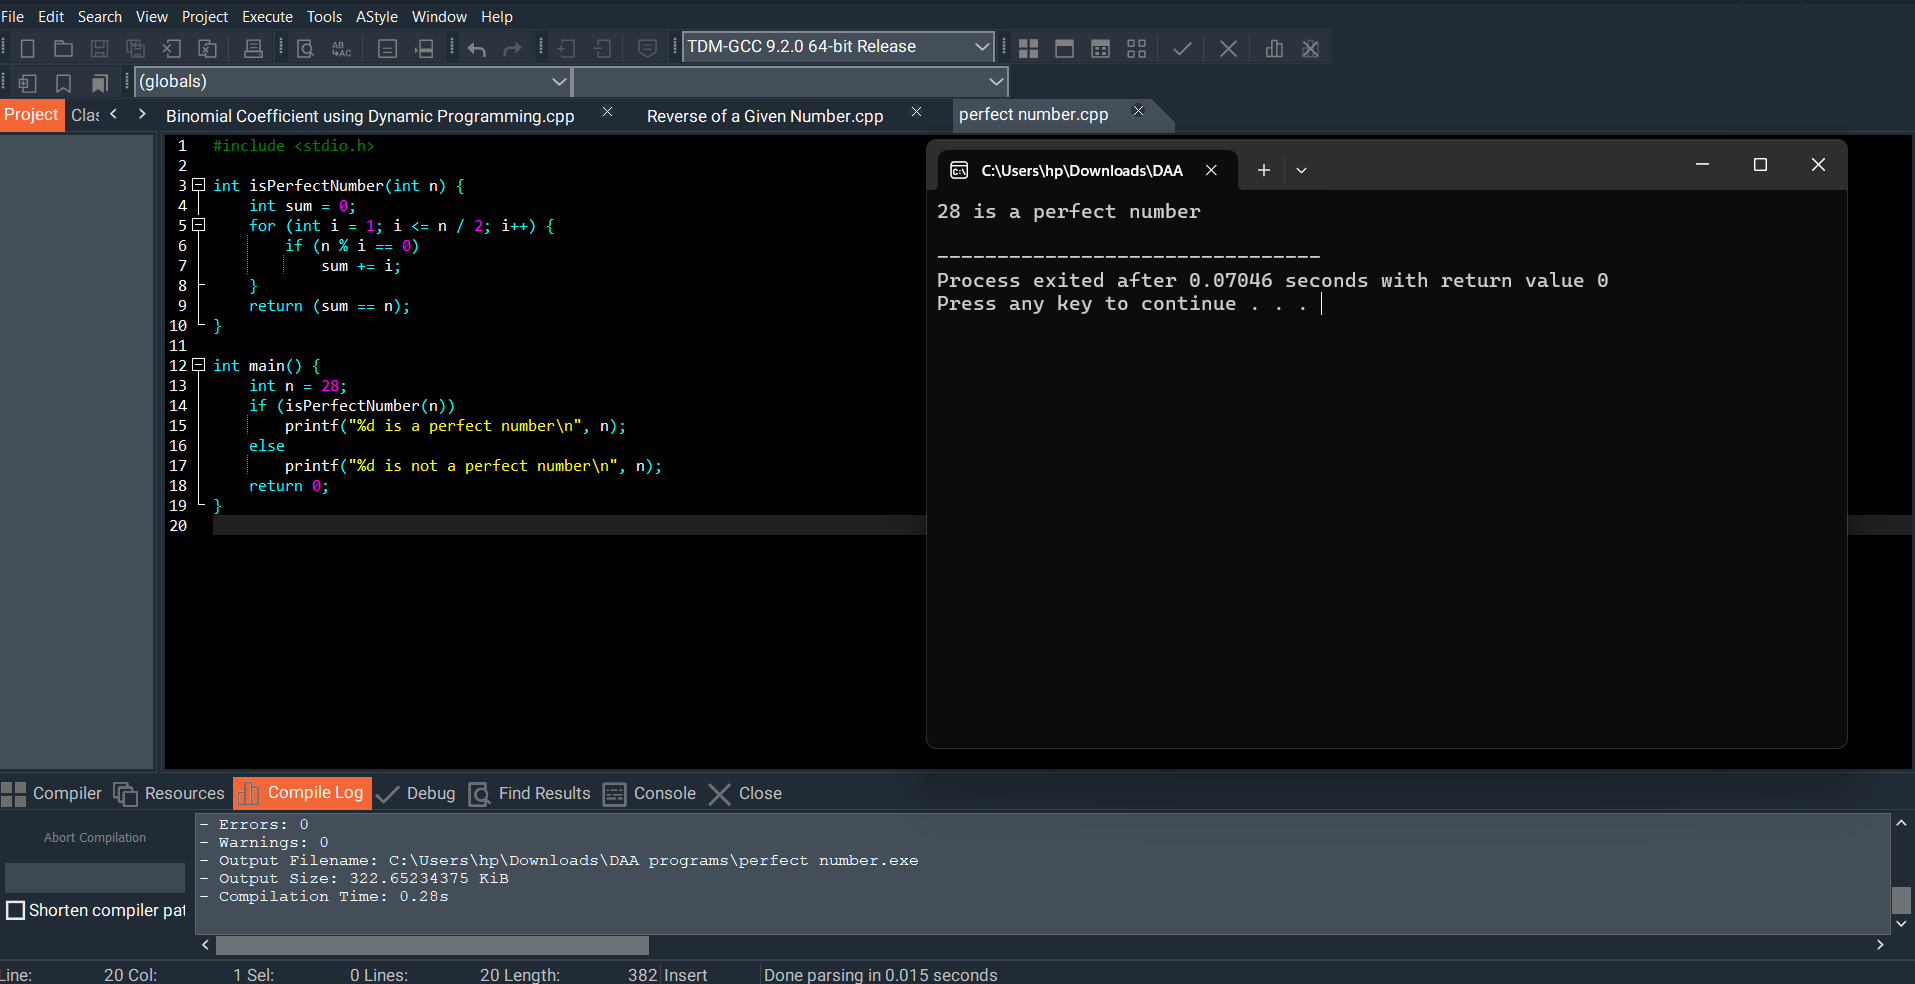 File Edit Search View Project Execute Tools AStyle Window Help
TDM-GCC 9.2.0 64-bit Release
(globals)
Project Clas Binomial Coefficient using Dynamic Programming.cpp Reverse of a Given Number.cpp perfect number.cpp
1 #include <stdio.h>
2
3 int isPerfectNumber(int n) {
4 int sum = 0;
5 for (int i = 1; i <= n / 2; i++) {
6 if (n % i == 0)
7 sum += i;
8 }
9 return (sum == n);
10 }
11
12 int main() {
13 int n = 28;
14 if (isPerfectNumber(n))
15 printf("%d is a perfect number\n", n);
16 else
17 printf("%d is not a perfect number\n", n);
18 return 0;
19 }
20
C:\Users\hp\Downloads\DAA
28 is a perfect number
--------------------------------
Process exited after 0.07046 seconds with return value 0
Press any key to continue . . .
Compiler Resources Compile Log Debug Find Results Console Close
Abort Compilation
Shorten compiler pat
- Errors: 0
- Warnings: 0
- Output Filename: C:\Users\hp\Downloads\DAA programs\perfect number.exe
- Output Size: 322.65234375 KiB
- Compilation Time: 0.28s
Line: 20 Col: 1 Sel: 0 Lines: 20 Length: 382 Insert Done parsing in 0.015 seconds